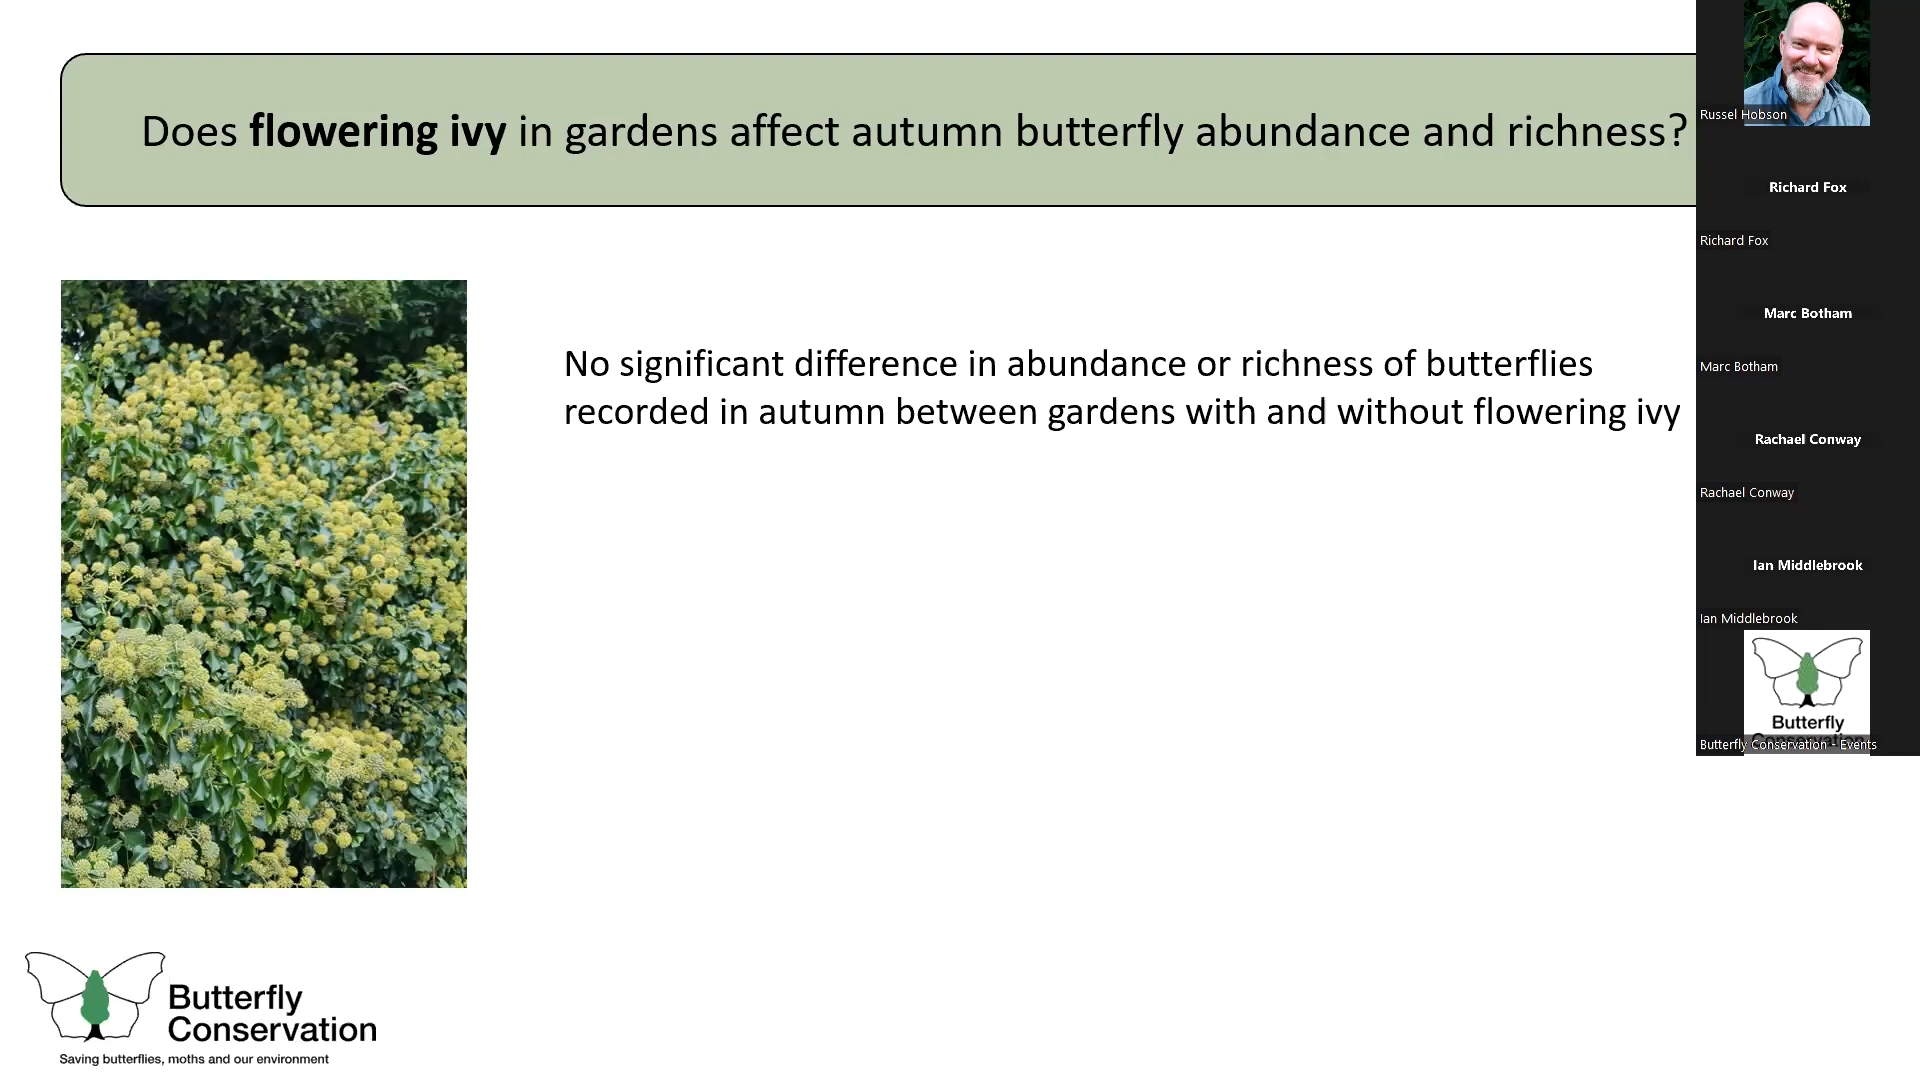 Does flowering ivy in gardens affect autumn butterfly abundance and richness?
No significant difference in abundance or richness of butterflies
recorded in autumn between gardens with and without flowering ivy
Butterfly
Conservation
Saving butterflies, moths and our environment
Russel Hobson
Richard Fox
Richard Fox
Marc Botham
Marc Botham
Rachael Conway
Rachael Conway
Ian Middlebrook
Ian Middlebrook
Butterfly
Conservation
Butterfly Conservation - Events